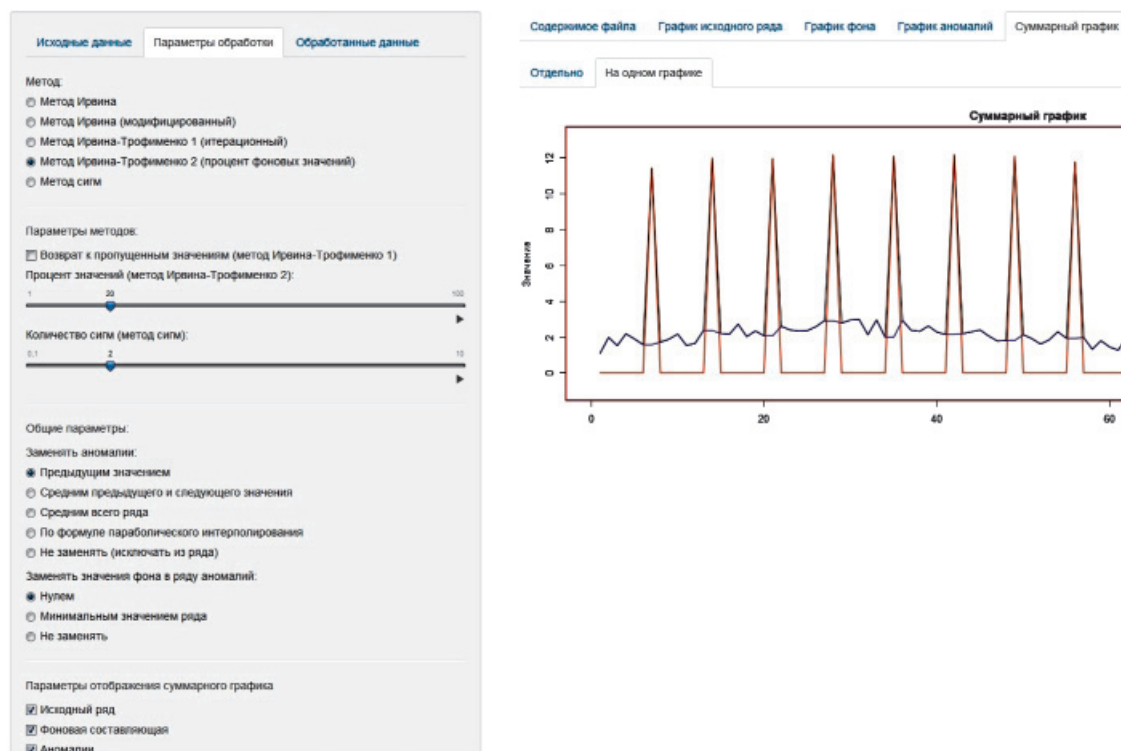 Исходные данные Параметры обработки Обработанные данные
Метод:
Метод Ирвина
Метод Ирвина (модифицированный)
Метод Ирвина-Трофименко 1 (итерационный)
Метод Ирвина-Трофименко 2 (процент фоновых значений)
Метод сигм
Параметры методов:
Возврат к пропущенным значениям (метод Ирвина-Трофименко 1)
Процент значений (метод Ирвина-Трофименко 2):
1 20 100
Количество сигм (метод сигм):
0,1 2 10
Общие параметры:
Заменять аномалии:
Предыдущим значением
Средним предыдущего и следующего значения
Средним всего ряда
По формуле параболического интерполирования
Не заменять (исключать из ряда)
Заменять значения фона в ряду аномалий:
Нулем
Минимальным значением ряда
Не заменять
Параметры отображения суммарного графика
Исходный ряд
Фоновая составляющая
Аномалии
Содержимое файла График исходного ряда График фона График аномалий Суммарный график
Отдельно На одном графике
Суммарный график
Значения
12
10
8
6
4
2
0
0 20 40 60